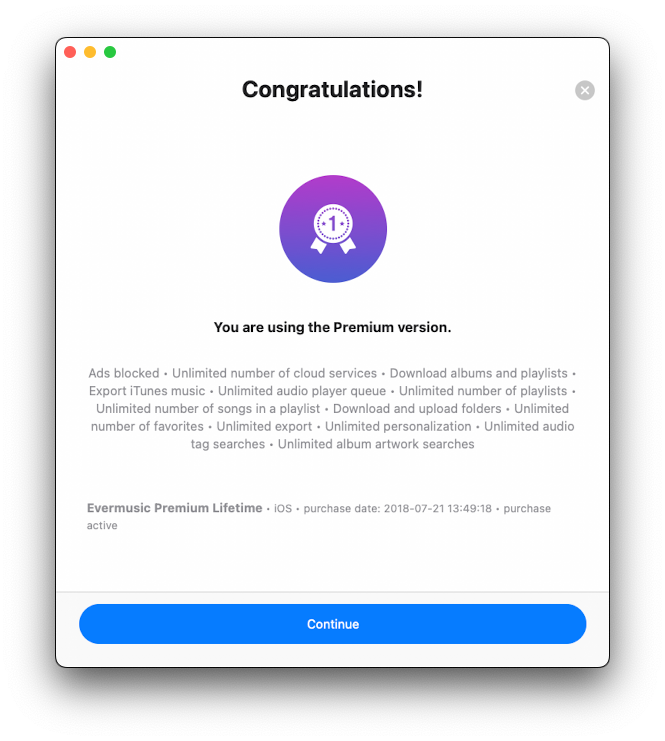 Congratulations!
1
You are using the Premium version.
Ads blocked • Unlimited number of cloud services • Download albums and playlists •
Export iTunes music • Unlimited audio player queue • Unlimited number of playlists •
Unlimited number of songs in a playlist • Download and upload folders • Unlimited
number of favorites • Unlimited export • Unlimited personalization • Unlimited audio
tag searches • Unlimited album artwork searches
Evermusic Premium Lifetime • iOS • purchase date: 2018-07-21 13:49:18 • purchase
active
Continue